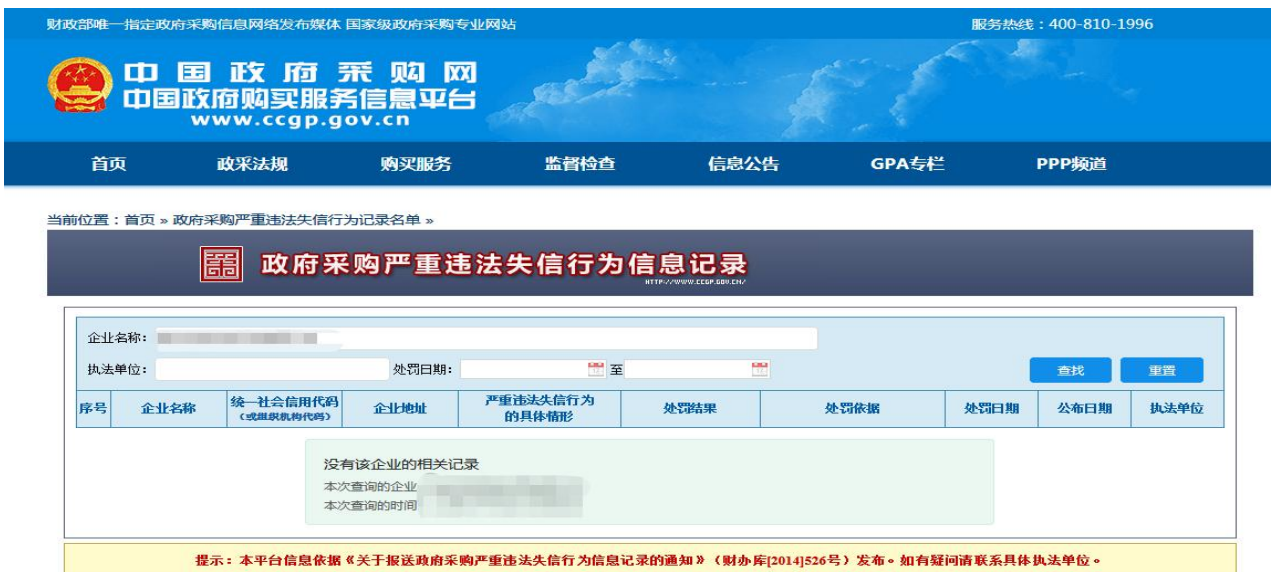 财政部唯一指定政府采购信息网络发布媒体 国家级政府采购专业网站 服务热线：400-810-1996
中国政府采购网
中国政府购买服务信息平台
www.ccgp.gov.cn
首页 政采法规 购买服务 监督检查 信息公告 GPA专栏 PPP频道
当前位置：首页 » 政府采购严重违法失信行为记录名单 »
政府采购严重违法失信行为信息记录
HTTP://WWW.CCGP.GOV.CN/
企业名称：
执法单位： 处罚日期： 至 查找 重置
序号 企业名称 统一社会信用代码（或组织机构代码） 企业地址 严重违法失信行为的具体情形 处罚结果 处罚依据 处罚日期 公布日期 执法单位
没有该企业的相关记录
本次查询的企业
本次查询的时间
提示：本平台信息依据《关于报送政府采购严重违法失信行为信息记录的通知》（财办库[2014]526号）发布。如有疑问请联系具体执法单位。